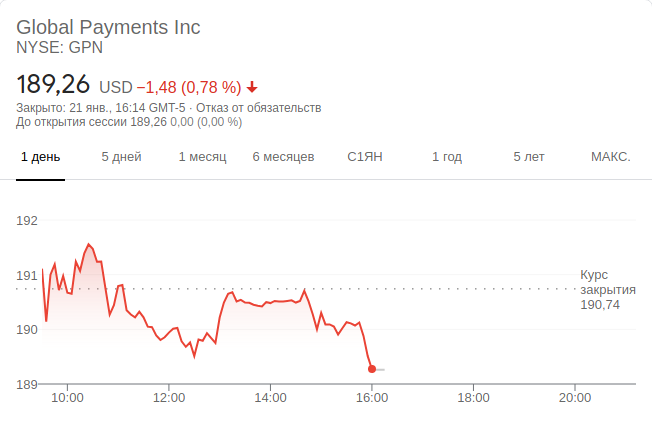 Global Payments Inc
NYSE: GPN
189,26 USD −1,48 (0,78 %)
Закрыто: 21 янв., 16:14 GMT-5 · Отказ от обязательств
До открытия сессии 189,26 0,00 (0,00 %)
1 день 5 дней 1 месяц 6 месяцев С1ЯН 1 год 5 лет МАКС.
192
191
190
189
Курс
закрытия
190,74
10:00 12:00 14:00 16:00 18:00 20:00